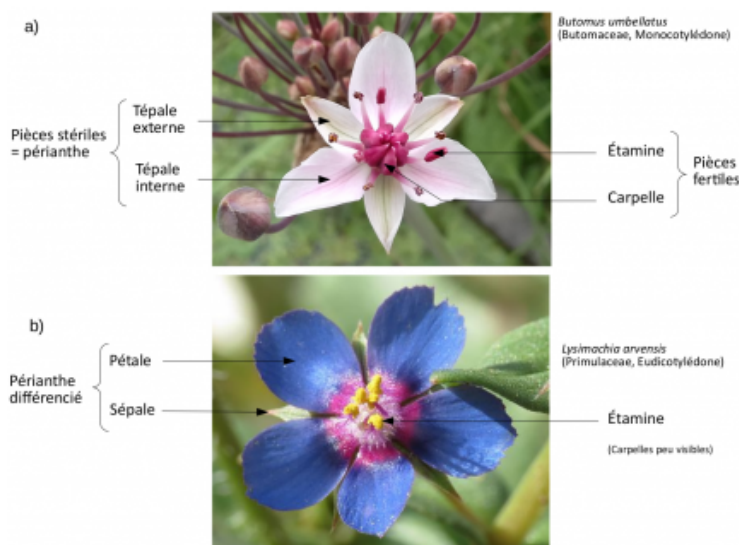 a)
Butomus umbellatus
(Butomaceae, Monocotylédone)
Pièces stériles
= périanthe
Tépale
externe
Tépale
interne
Étamine
Carpelle
Pièces
fertiles
b)
Lysimachia arvensis
(Primulaceae, Eudicotylédone)
Périanthe
différencié
Pétale
Sépale
Étamine
(Carpelles peu visibles)